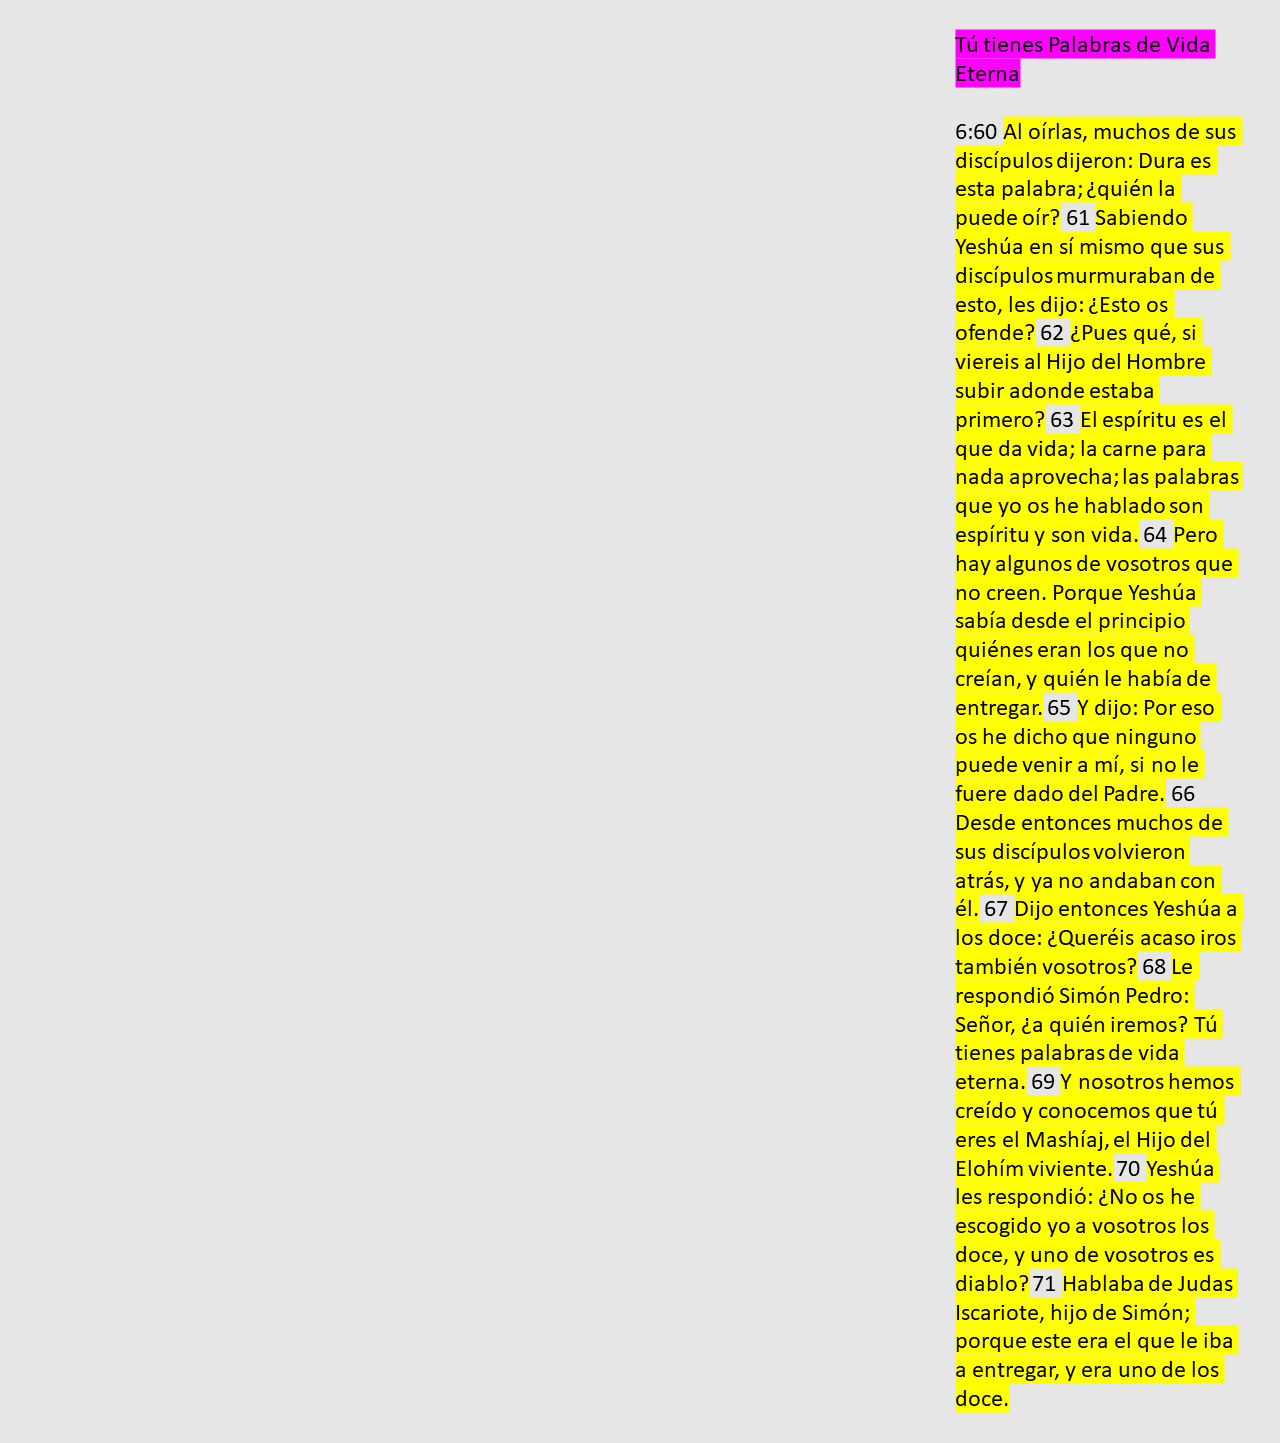 Tú tienes Palabras de Vida
Eterna
6:60 Al oírlas, muchos de sus
discípulos dijeron: Dura es
esta palabra; ¿quién la
puede oír? 61 Sabiendo
Yeshúa en sí mismo que sus
discípulos murmuraban de
esto, les dijo: ¿Esto os
ofende? 62 ¿Pues qué, si
viereis al Hijo del Hombre
subir adonde estaba
primero? 63 El espíritu es el
que da vida; la carne para
nada aprovecha; las palabras
que yo os he hablado son
espíritu y son vida. 64 Pero
hay algunos de vosotros que
no creen. Porque Yeshúa
sabía desde el principio
quiénes eran los que no
creían, y quién le había de
entregar. 65 Y dijo: Por eso
os he dicho que ninguno
puede venir a mí, si no le
fuere dado del Padre. 66
Desde entonces muchos de
sus discípulos volvieron
atrás, y ya no andaban con
él. 67 Dijo entonces Yeshúa a
los doce: ¿Queréis acaso iros
también vosotros? 68 Le
respondió Simón Pedro:
Señor, ¿a quién iremos? Tú
tienes palabras de vida
eterna. 69 Y nosotros hemos
creído y conocemos que tú
eres el Mashíaj, el Hijo del
Elohím viviente. 70 Yeshúa
les respondió: ¿No os he
escogido yo a vosotros los
doce, y uno de vosotros es
diablo? 71 Hablaba de Judas
Iscariote, hijo de Simón;
porque este era el que le iba
a entregar, y era uno de los
doce.